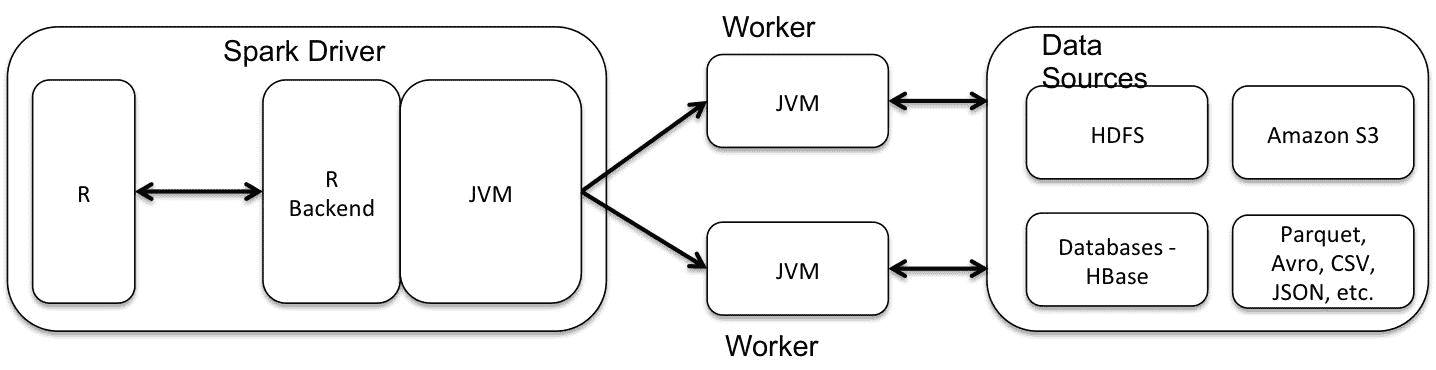 Spark Driver
R
R
Backend
JVM
Worker
JVM
JVM
Worker
Data
Sources
HDFS
Amazon S3
Databases -
HBase
Parquet,
Avro, CSV,
JSON, etc.